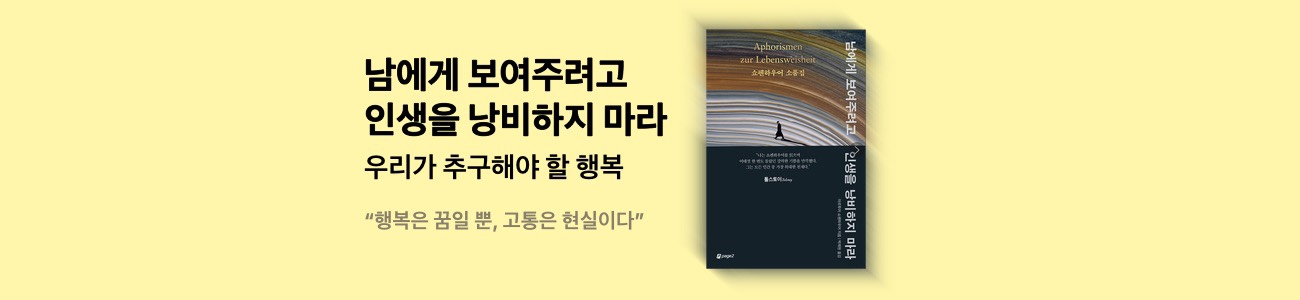 남에게 보여주려고
인생을 낭비하지 마라
우리가 추구해야 할 행복
“행복은 꿈일 뿐, 고통은 현실이다”
Aphorismen
zur Lebensweisheit
쇼펜하우어 소품집
남에게 보여주려고 인생을 낭비하지 마라
톨스토이
page2